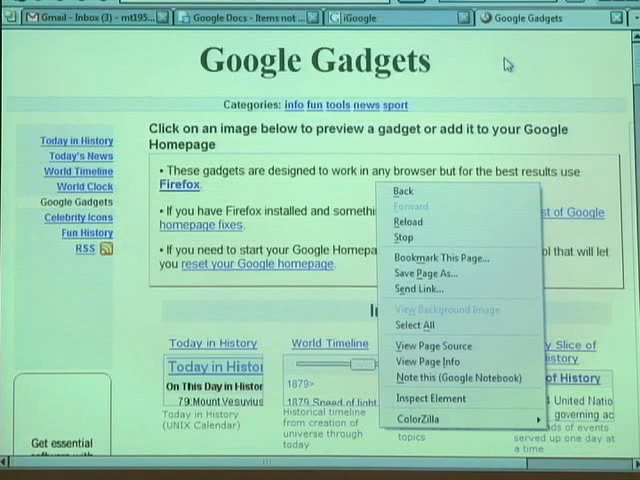 Gmail - Inbox (3) - mt195...
Google Docs - Items not ...
iGoogle
Google Gadgets
Google Gadgets
Categories: info fun tools news sport
Click on an image below to preview a gadget or add it to your Google
Homepage
Today in History
Today's News
World Timeline
World Clock
Google Gadgets
Celebrity Icons
Fun History
RSS
• These gadgets are designed to work in any browser but for the best results use
Firefox.
• If you have Firefox installed and somethi
st of Google
homepage fixes.
• If you need to start your Google Homepa
ol that will let
you reset your Google homepage.
Back
Forward
Reload
Stop
Bookmark This Page...
Save Page As...
Send Link...
View Background Image
Select All
View Page Source
View Page Info
Note this (Google Notebook)
Inspect Element
ColorZilla
Today in History
Today in Histor
On This Day in Histor
79:Mount Vesuvius
Today in History
(UNIX Calendar)
World Timeline
1879>
1879 Speed of light
Historical timeline
from creation of
universe through
today
topics
y Slice of
istory
of History
United Natio
governing ac
ds of events
served up one day at
a time
Get essential